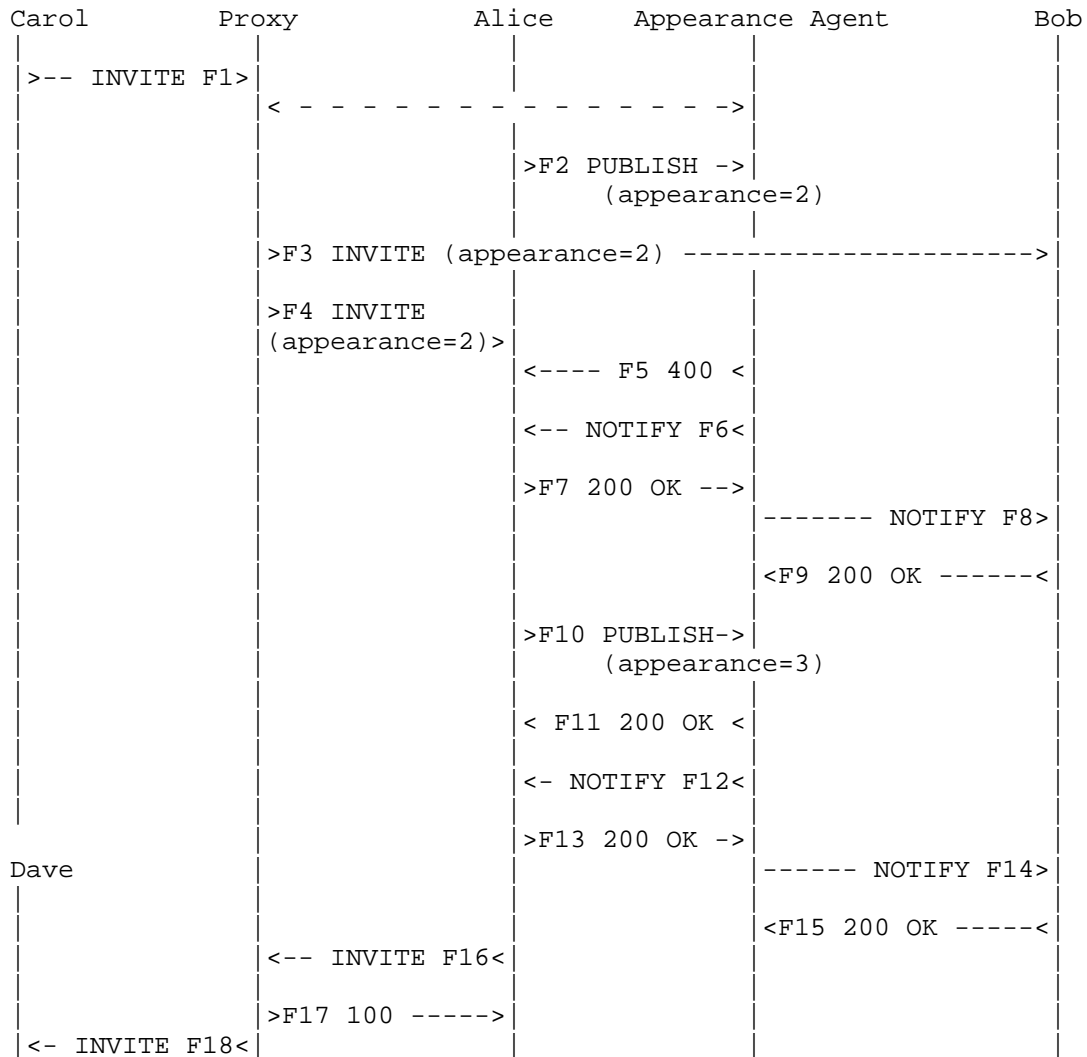 Carol Proxy Alice Appearance Agent Bob
>-- INVITE F1>
< - - - - - - - - - - - - - - ->
>F2 PUBLISH ->
(appearance=2)
>F3 INVITE (appearance=2) ----------------------->
>F4 INVITE
(appearance=2)>
<---- F5 400 <
<-- NOTIFY F6<
>F7 200 OK -->
------- NOTIFY F8>
<F9 200 OK ------<
>F10 PUBLISH->
(appearance=3)
< F11 200 OK <
<- NOTIFY F12<
>F13 200 OK ->
Dave ------ NOTIFY F14>
<F15 200 OK -----<
<-- INVITE F16<
>F17 100 ----->
<- INVITE F18<